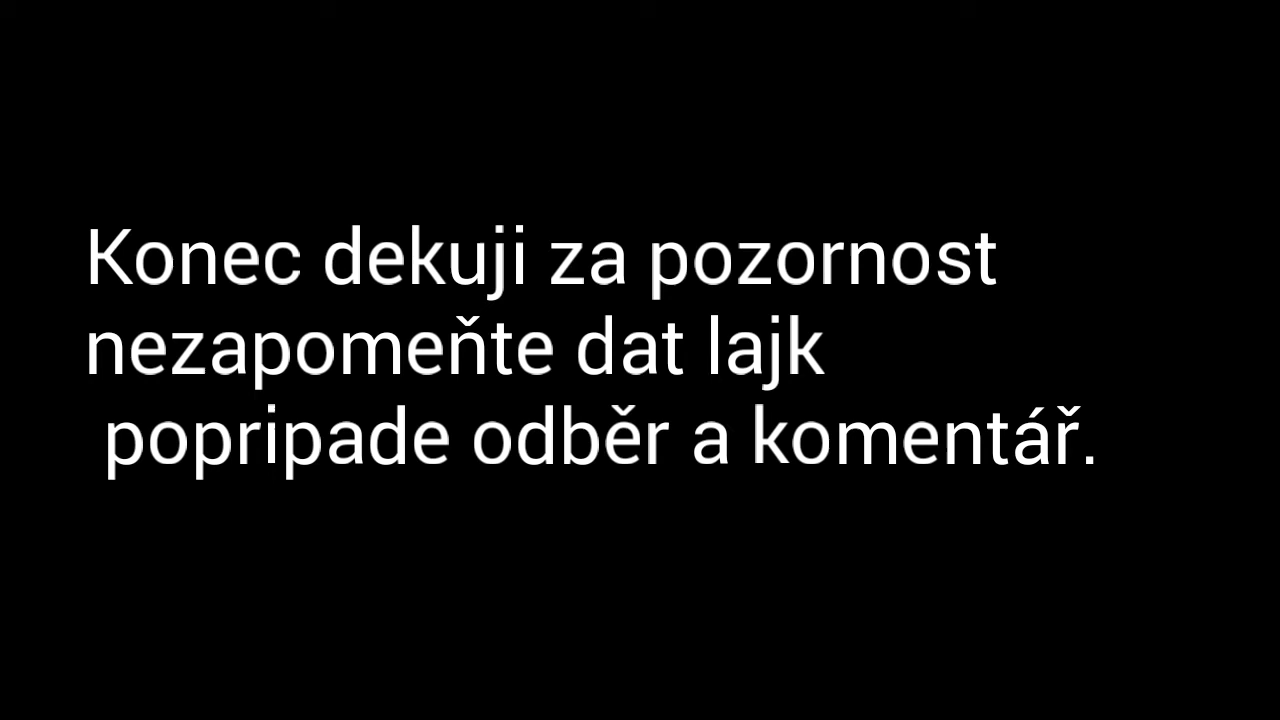 Konec dekuji za pozornost
nezapomeňte dat lajk
popripade odběr a komentář.